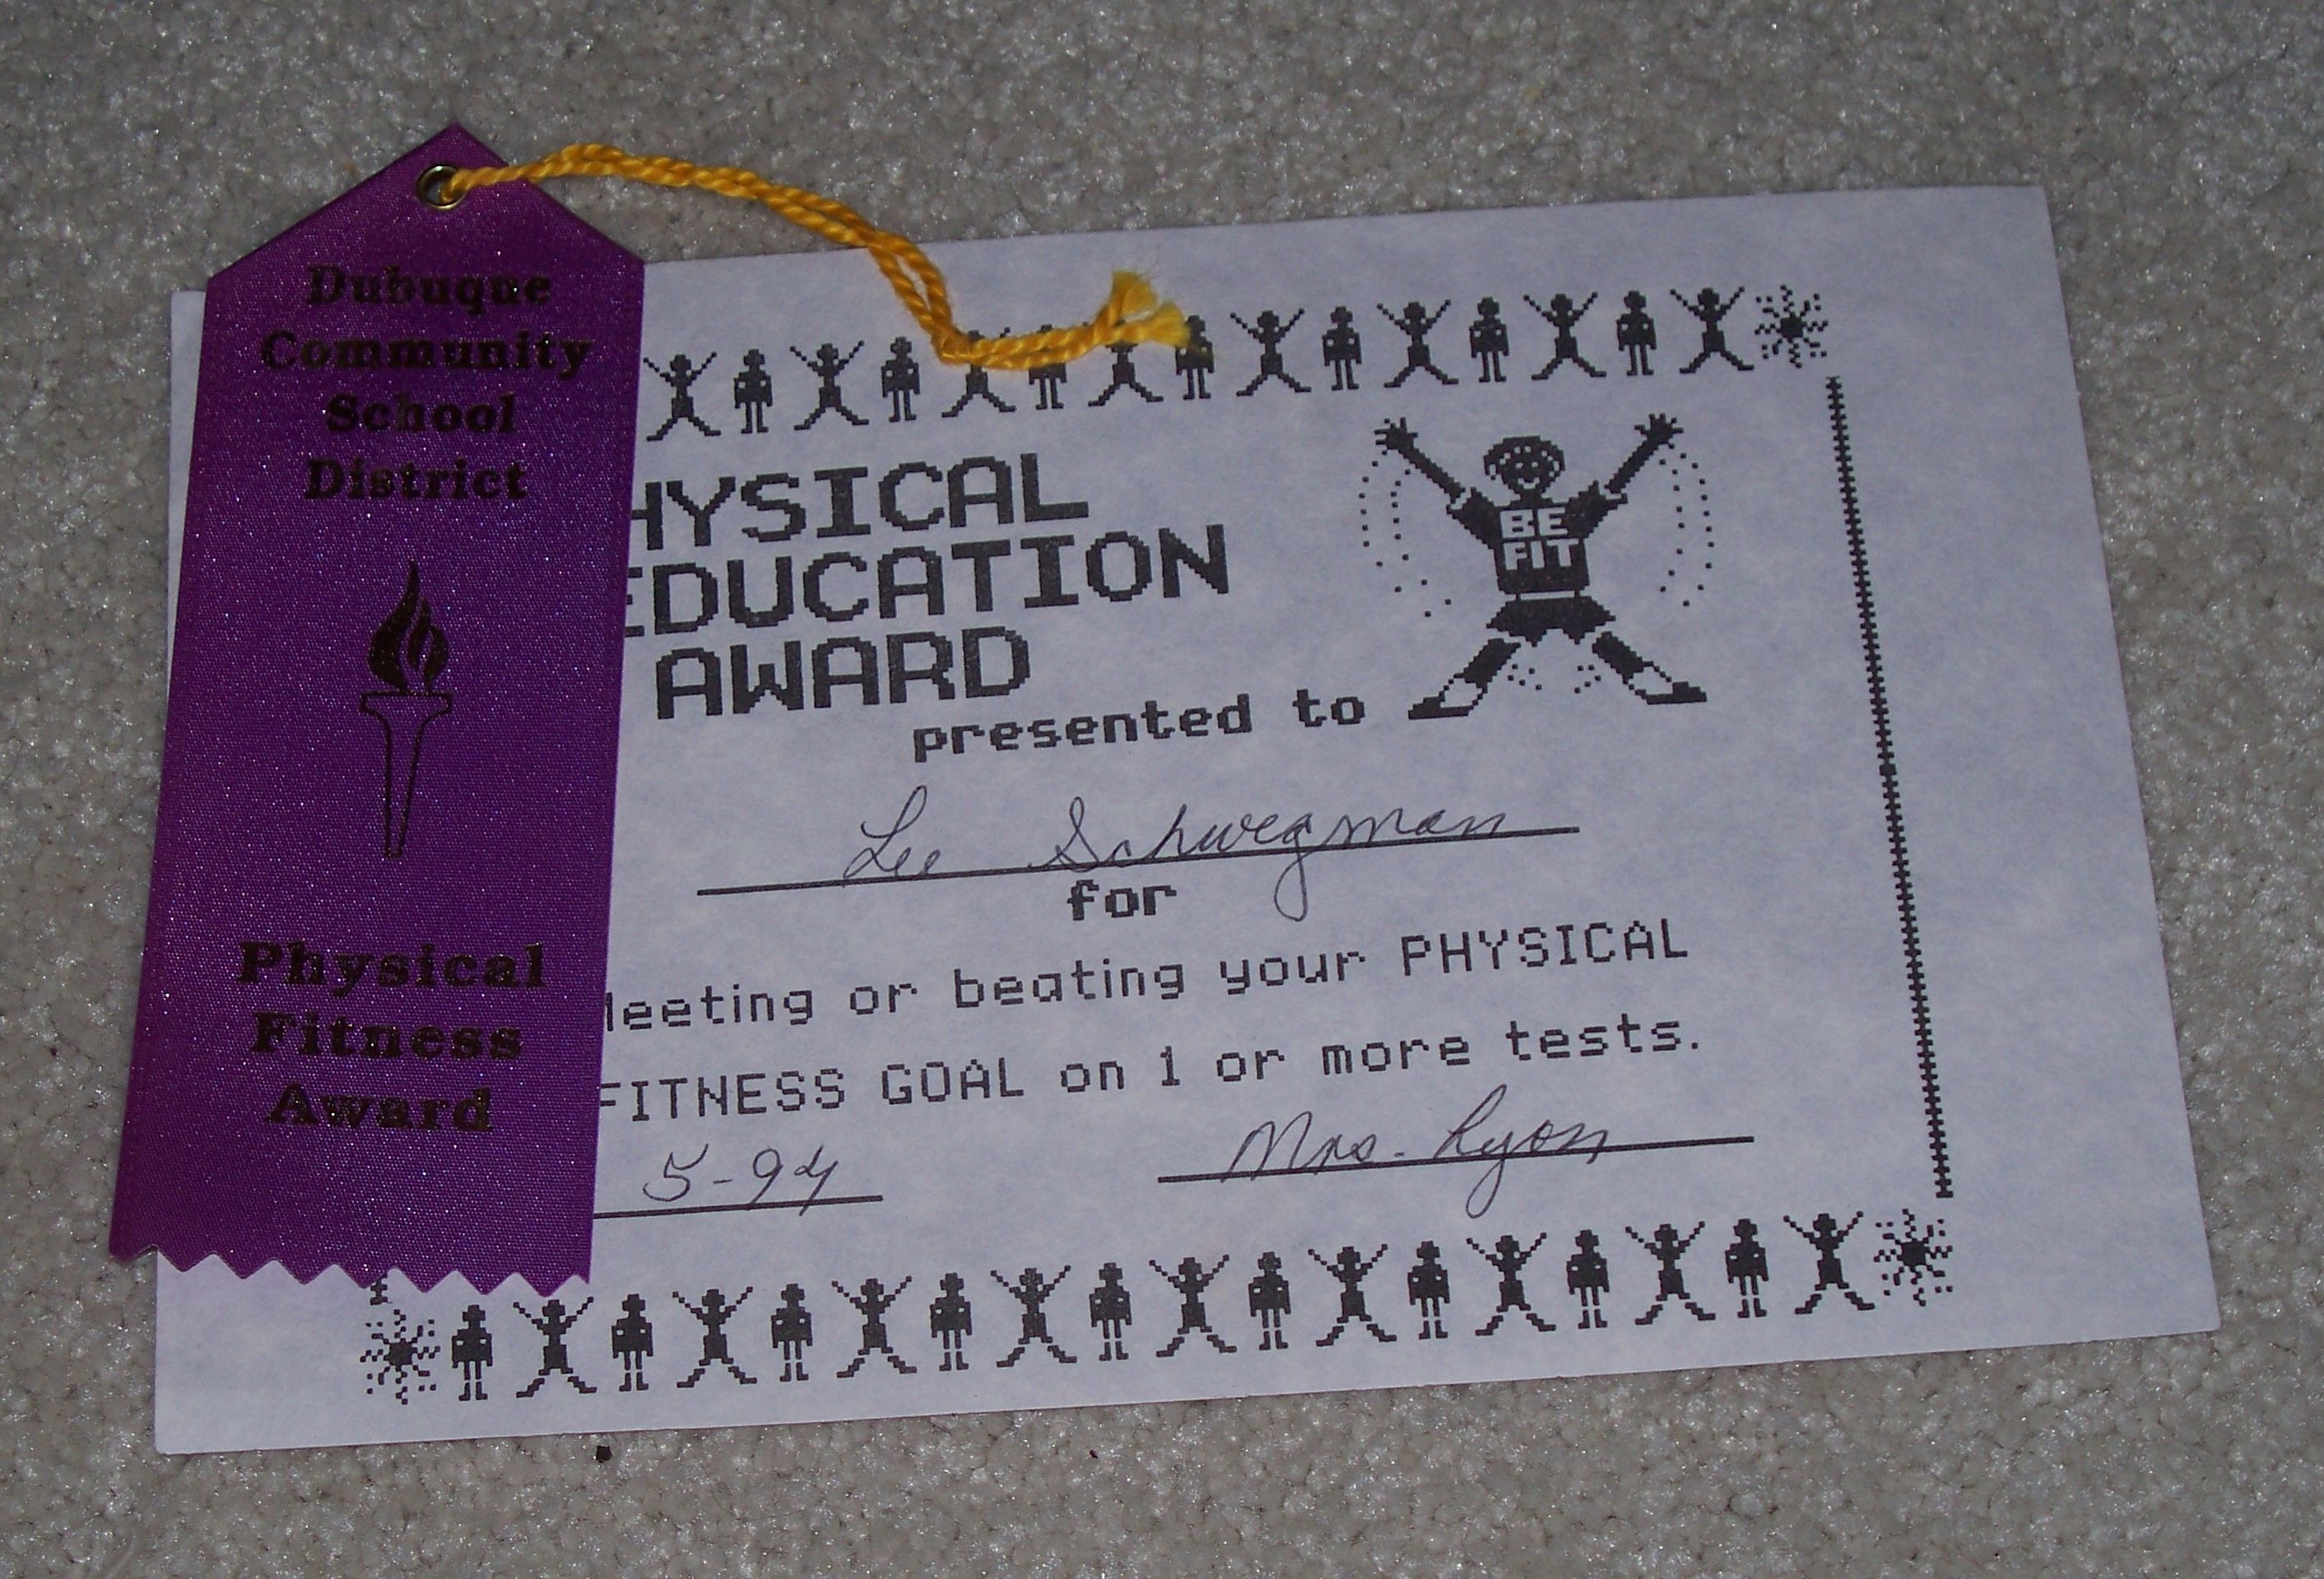 Dubuque
Community
School
District
Physical
Fitness
Award
HYSICAL
EDUCATION
AWARD
BE
FIT
presented to
Lee Schwegman
for
Meeting or beating your PHYSICAL
FITNESS GOAL on 1 or more tests.
5-94
Mrs. Lyon